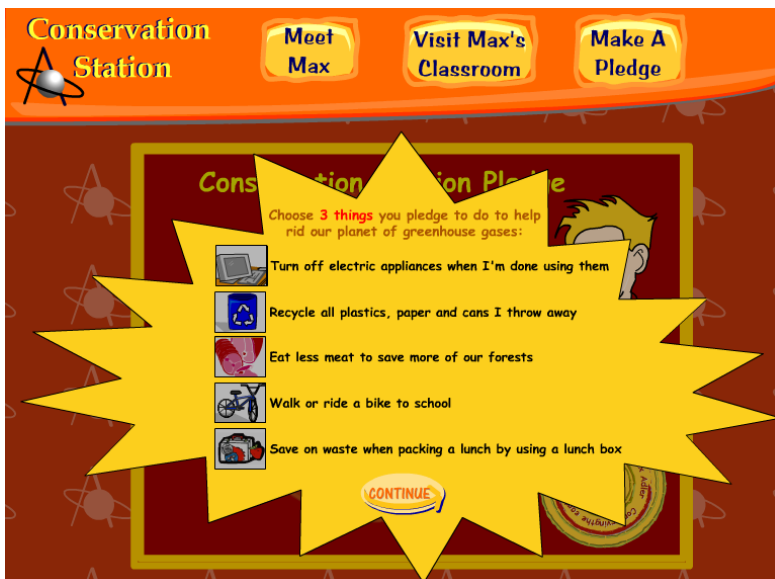 Conservation
Station
Meet
Max
Visit Max's
Classroom
Make A
Pledge
Choose 3 things you pledge to do to help
rid our planet of greenhouse gases:
Turn off electric appliances when I'm done using them
Recycle all plastics, paper and cans I throw away
Eat less meat to save more of our forests
Walk or ride a bike to school
Save on waste when packing a lunch by using a lunch box
CONTINUE